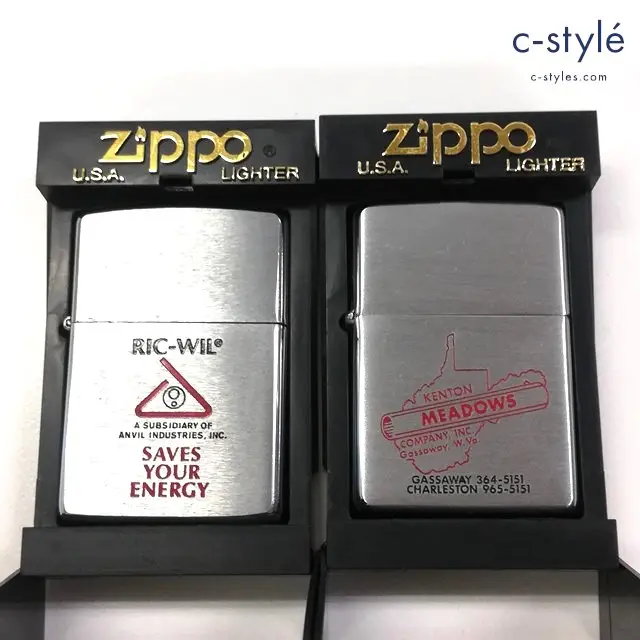 c-stylé
c-styles.com
Zippo®
U.S.A. LIGHTER
RIC-WIL®
A SUBSIDIARY OF
ANVIL INDUSTRIES, INC.
SAVES
YOUR
ENERGY
Zippo
U.S.A. LIGHTER
KENTON
MEADOWS
COMPANY, INC.
Gassaway, W.Va.
GASSAWAY 364-5151
CHARLESTON 965-5151